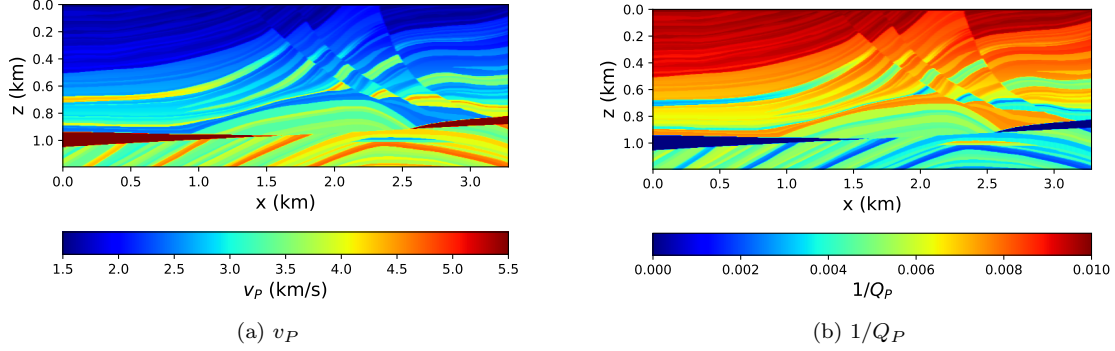 0.0
0.2
0.4
0.6
0.8
1.0
z (km)
0.0 0.5 1.0 1.5 2.0 2.5 3.0
x (km)
1.5 2.0 2.5 3.0 3.5 4.0 4.5 5.0 5.5
v_P (km/s)
(a) v_P
0.0
0.2
0.4
0.6
0.8
1.0
z (km)
0.0 0.5 1.0 1.5 2.0 2.5 3.0
x (km)
0.000 0.002 0.004 0.006 0.008 0.010
1/Q_P
(b) 1/Q_P